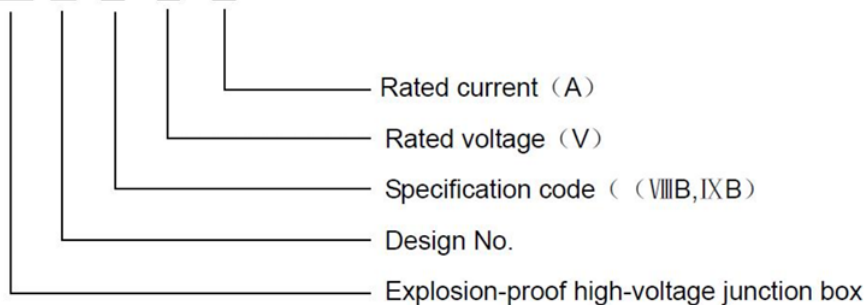 Rated current（A）
Rated voltage（V）
Specification code（（ⅧB,ⅨB）
Design No.
Explosion-proof high-voltage junction box